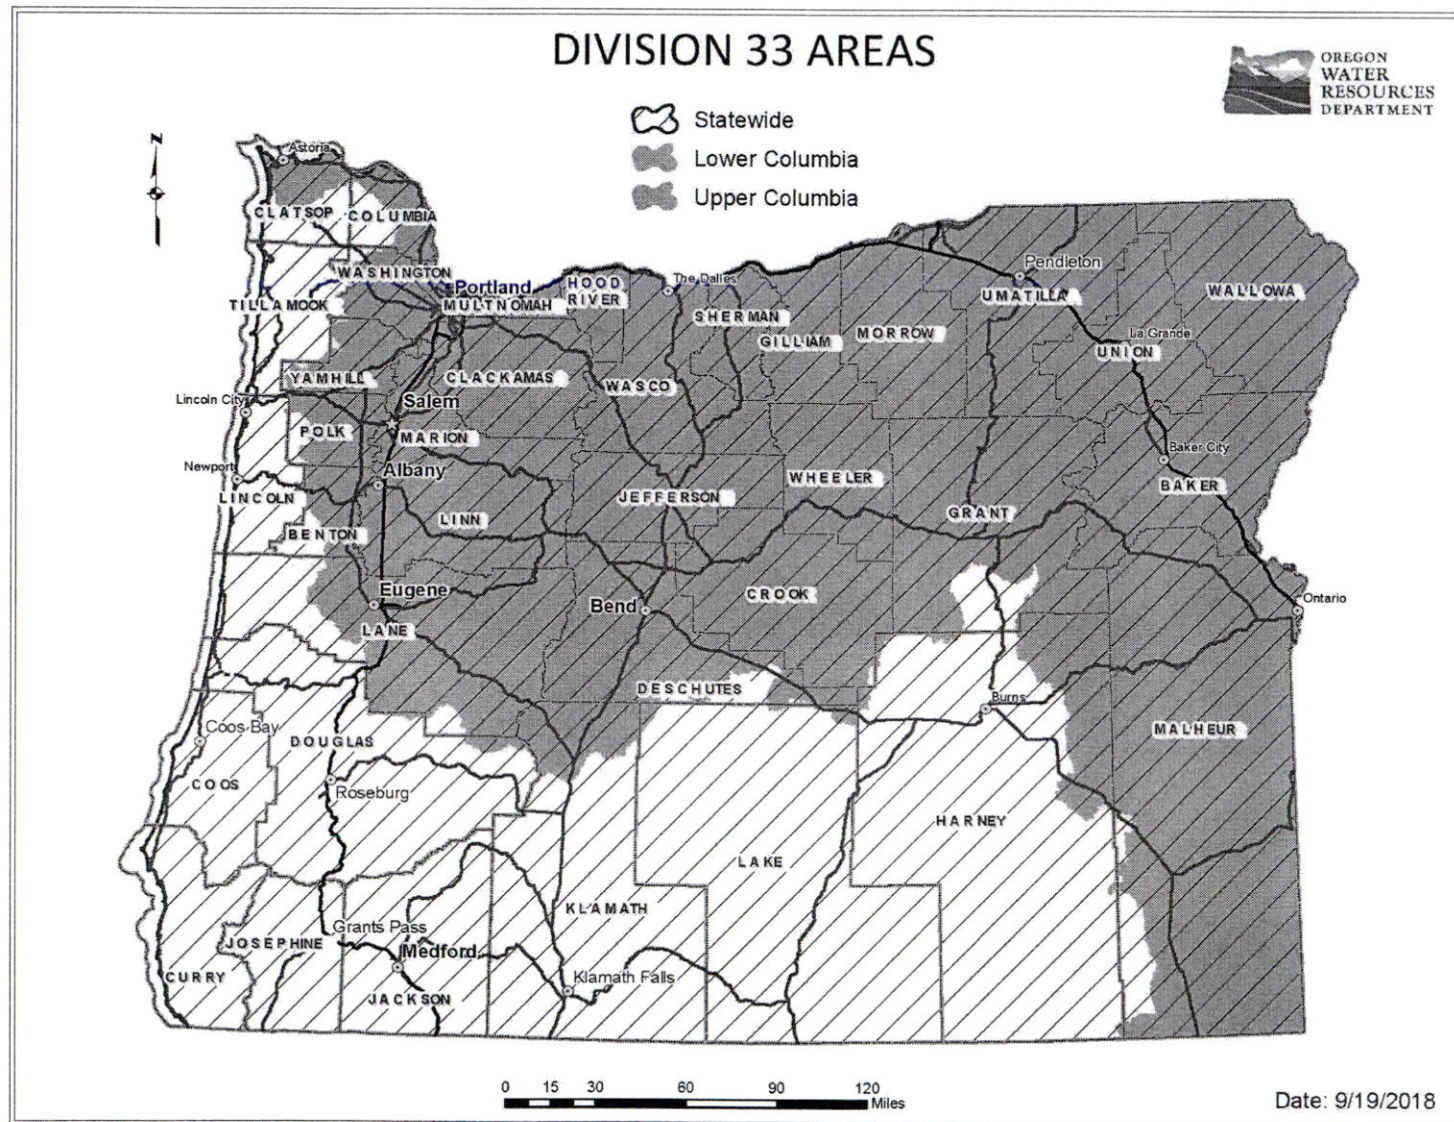 DIVISION 33 AREAS
OREGON
WATER
RESOURCES
DEPARTMENT
Statewide
Lower Columbia
Upper Columbia
N
Astoria
CLATSOP
COLUMBIA
WASHINGTON
Portland
MULTNOMAH
HOOD
RIVER
The Dalles
Pendleton
TILLAMOOK
SHERMAN
UMATILLA
WALLOWA
GILLIAM
MORROW
La Grande
UNION
YAMHILL
CLACKAMAS
WASCO
Lincoln City
Salem
POLK
MARION
Baker City
Newport
Albany
WHEELER
BAKER
LINCOLN
JEFFERSON
LINN
GRANT
BENTON
Eugene
Bend
CROOK
Ontario
LANE
DESCHUTES
Burns
Coos Bay
DOUGLAS
MALHEUR
COOS
Roseburg
HARNEY
LAKE
KLAMATH
Grants Pass
JOSEPHINE
Medford
CURRY
Klamath Falls
JACKSON
0 15 30 60 90 120
Miles
Date: 9/19/2018